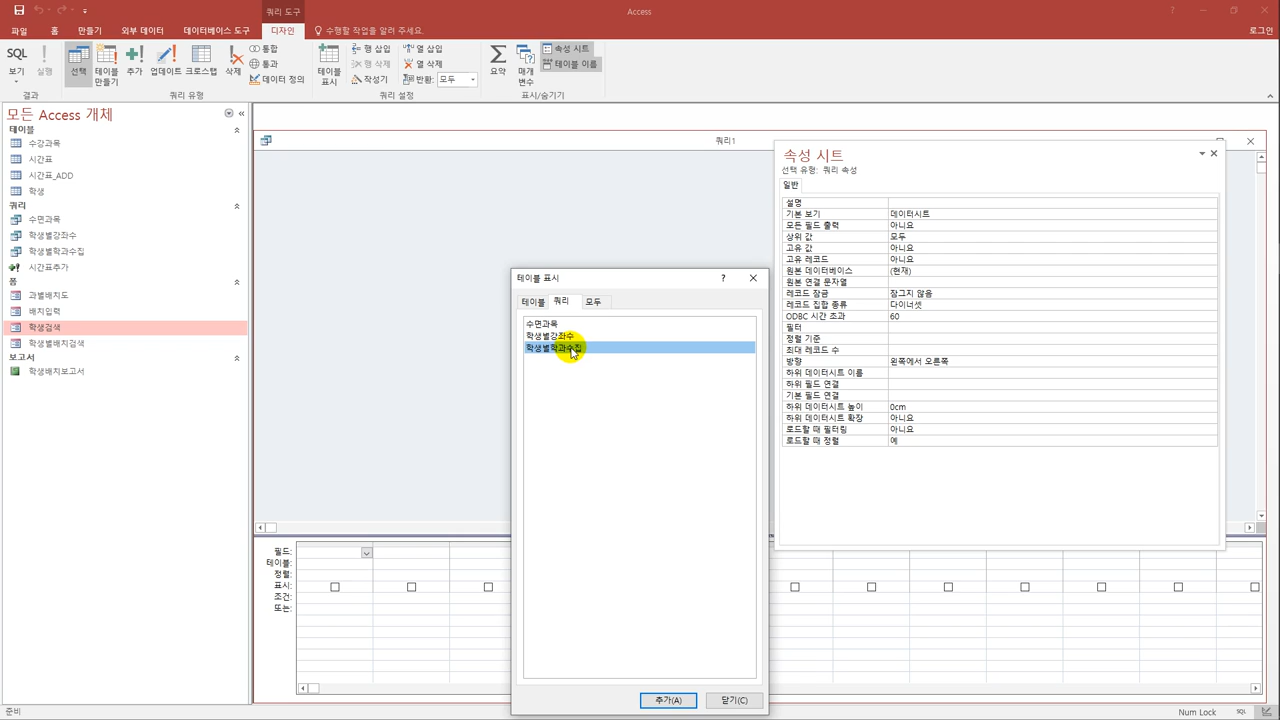 쿼리 도구
Access
?
파일
홈
만들기
외부 데이터
데이터베이스 도구
디자인
수행할 작업을 알려 주세요.
로그인
SQL
보기
실행
선택
테이블 만들기
추가
업데이트
크로스탭
삭제
통합
통과
데이터 정의
테이블 표시
행 삽입
행 삭제
작성기
열 삽입
열 삭제
반환: 모두
요약
매개 변수
속성 시트
테이블 이름
결과
쿼리 유형
쿼리 설정
표시/숨기기
모든 Access 개체
테이블
수강과목
시간표
시간표_ADD
학생
쿼리
수면과목
학생별강좌수
학생별학과수집
시간표추가
폼
과별배치도
배치입력
학생검색
학생별배치검색
보고서
학생배치보고서
쿼리1
속성 시트
선택 유형: 쿼리 속성
일반
설명
기본 보기 데이터시트
모든 필드 출력 아니요
상위 값 모두
고유 값 아니요
고유 레코드 아니요
원본 데이터베이스 (현재)
원본 연결 문자열
레코드 잠금 잠그지 않음
레코드 집합 종류 다이너셋
ODBC 시간 초과 60
필터
정렬 기준
최대 레코드 수
방향 왼쪽에서 오른쪽
하위 데이터시트 이름
하위 필드 연결
기본 필드 연결
하위 데이터시트 높이 0cm
하위 데이터시트 확장 아니요
로드할 때 필터링 아니요
로드할 때 정렬 예
테이블 표시 ?
테이블
쿼리
모두
수면과목
학생별강좌수
학생별학과수집
추가(A)
닫기(C)
필드:
테이블:
정렬:
표시:
조건:
또는:
준비
Num Lock
SQL